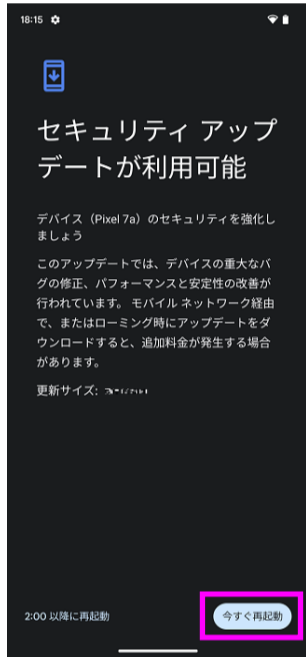 18:15
セキュリティ アップ
デートが利用可能
デバイス（Pixel 7a）のセキュリティを強化し
ましょう
このアップデートでは、デバイスの重大なバ
グの修正、パフォーマンスと安定性の改善が
行われています。 モバイル ネットワーク経由
で、またはローミング時にアップデートをダ
ウンロードすると、追加料金が発生する場合
があります。
更新サイズ:
2:00 以降に再起動
今すぐ再起動